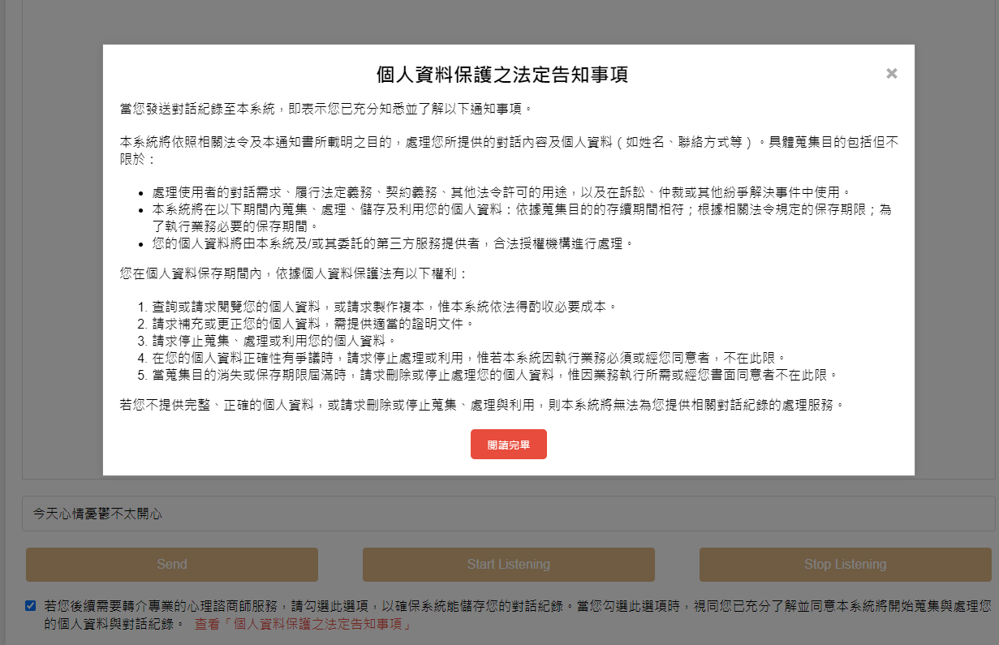 個人資料保護之法定告知事項
×
當您發送對話紀錄至本系統，即表示您已充分知悉並了解以下通知事項。
本系統將依照相關法令及本通知書所載明之目的，處理您所提供的對話內容及個人資料（如姓名、聯絡方式等）。具體蒐集目的包括但不
限於：
• 處理使用者的對話需求、履行法定義務、契約義務、其他法令許可的用途，以及在訴訟、仲裁或其他紛爭解決事件中使用。
• 本系統將在以下期間內蒐集、處理、儲存及利用您的個人資料：依據蒐集目的的存續期間相符；根據相關法令規定的保存期限；為
了執行業務必要的保存期間。
• 您的個人資料將由本系統及/或其委託的第三方服務提供者，合法授權機構進行處理。
您在個人資料保存期間內，依據個人資料保護法有以下權利：
1. 查詢或請求閱覽您的個人資料，或請求製作複本，惟本系統依法得酌收必要成本。
2. 請求補充或更正您的個人資料，需提供適當的證明文件。
3. 請求停止蒐集、處理或利用您的個人資料。
4. 在您的個人資料正確性有爭議時，請求停止處理或利用，惟若本系統因執行業務必須或經您同意者，不在此限。
5. 當蒐集目的消失或保存期限屆滿時，請求刪除或停止處理您的個人資料，惟因業務執行所需或經您書面同意者不在此限。
若您不提供完整、正確的個人資料，或請求刪除或停止蒐集、處理與利用，則本系統將無法為您提供相關對話紀錄的處理服務。
閱讀完畢
今天心情憂鬱不太開心
Send
Start Listening
Stop Listening
若您後續需要轉介專業的心理諮商師服務，請勾選此選項，以確保系統能儲存您的對話紀錄。當您勾選此選項時，視同您已充分了解並同意本系統將開始蒐集與處理您
的個人資料與對話紀錄。 查看「個人資料保護之法定告知事項」